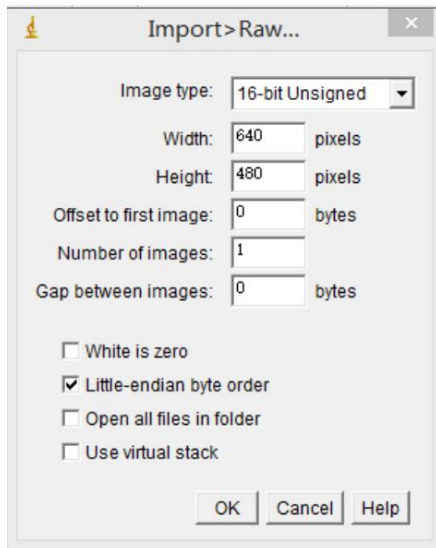 Import>Raw...
Image type: 16-bit Unsigned
Width: 640 pixels
Height: 480 pixels
Offset to first image: 0 bytes
Number of images: 1
Gap between images: 0 bytes
White is zero
Little-endian byte order
Open all files in folder
Use virtual stack
OK Cancel Help